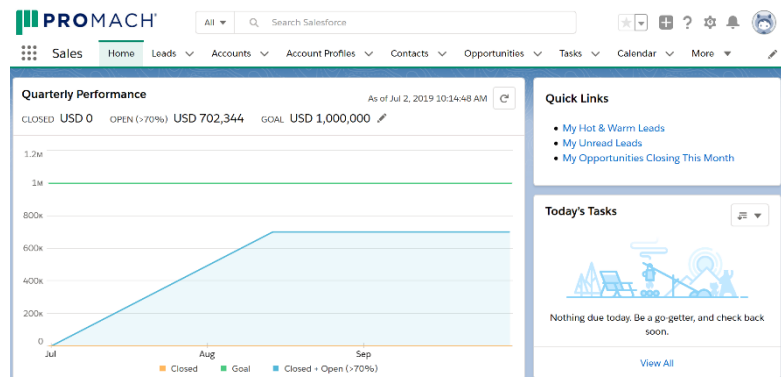 PROMACH®
All
Search Salesforce
Sales
Home
Leads
Accounts
Account Profiles
Contacts
Opportunities
Tasks
Calendar
More
Quarterly Performance
As of Jul 2, 2019 10:14:48 AM
CLOSED USD 0 OPEN (>70%) USD 702,344 GOAL USD 1,000,000
1.2M
1M
800K
600K
400K
200K
0
Jul
Aug
Sep
Closed
Goal
Closed + Open (>70%)
Quick Links
My Hot & Warm Leads
My Unread Leads
My Opportunities Closing This Month
Today's Tasks
Nothing due today. Be a go-getter, and check back
soon.
View All